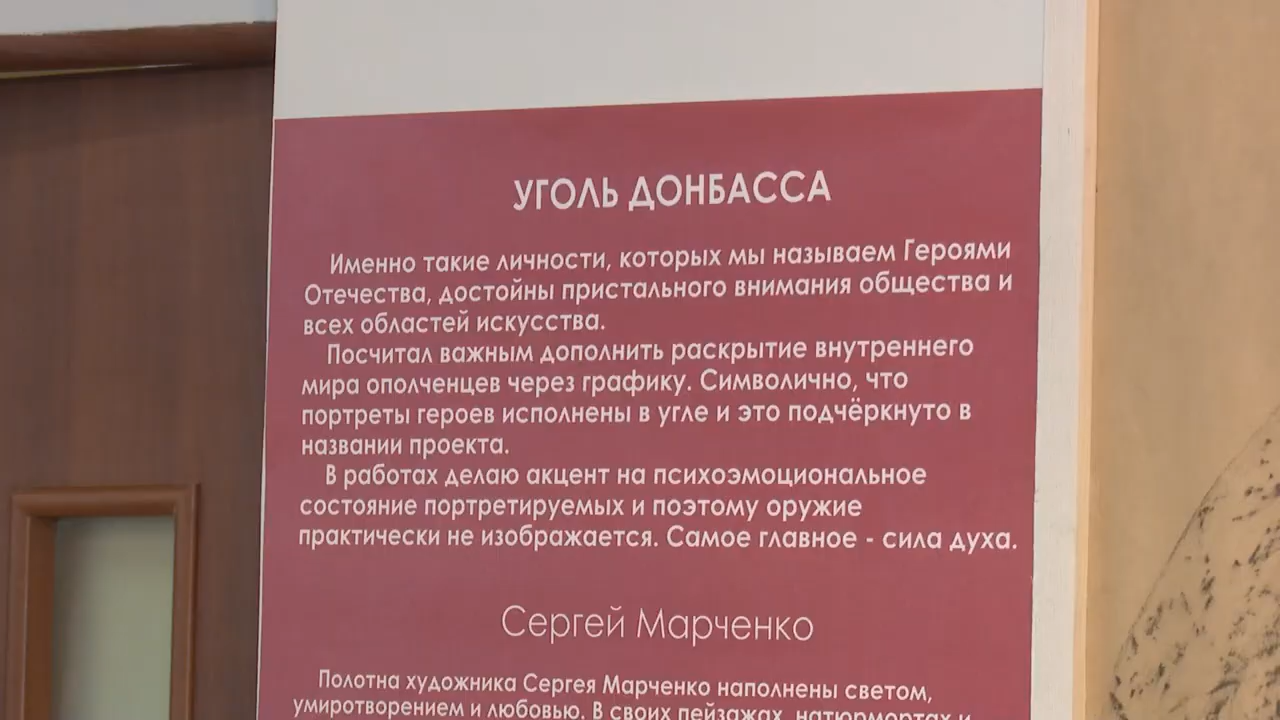 УГОЛЬ ДОНБАССА
Именно такие личности, которых мы называем Героями
Отечества, достойны пристального внимания общества и
всех областей искусства.
Посчитал важным дополнить раскрытие внутреннего
мира ополченцев через графику. Символично, что
портреты героев исполнены в угле и это подчёркнуто в
названии проекта.
В работах делаю акцент на психоэмоциональное
состояние портретируемых и поэтому оружие
практически не изображается. Самое главное - сила духа.
Сергей Марченко
Полотна художника Сергея Марченко наполнены светом,
умиротворением и любовью. В своих пейзажах, натюрмортах и